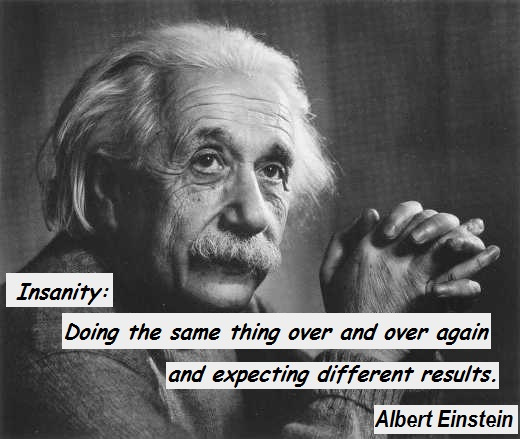 Insanity:
Doing the same thing over and over again
and expecting different results.
Albert Einstein